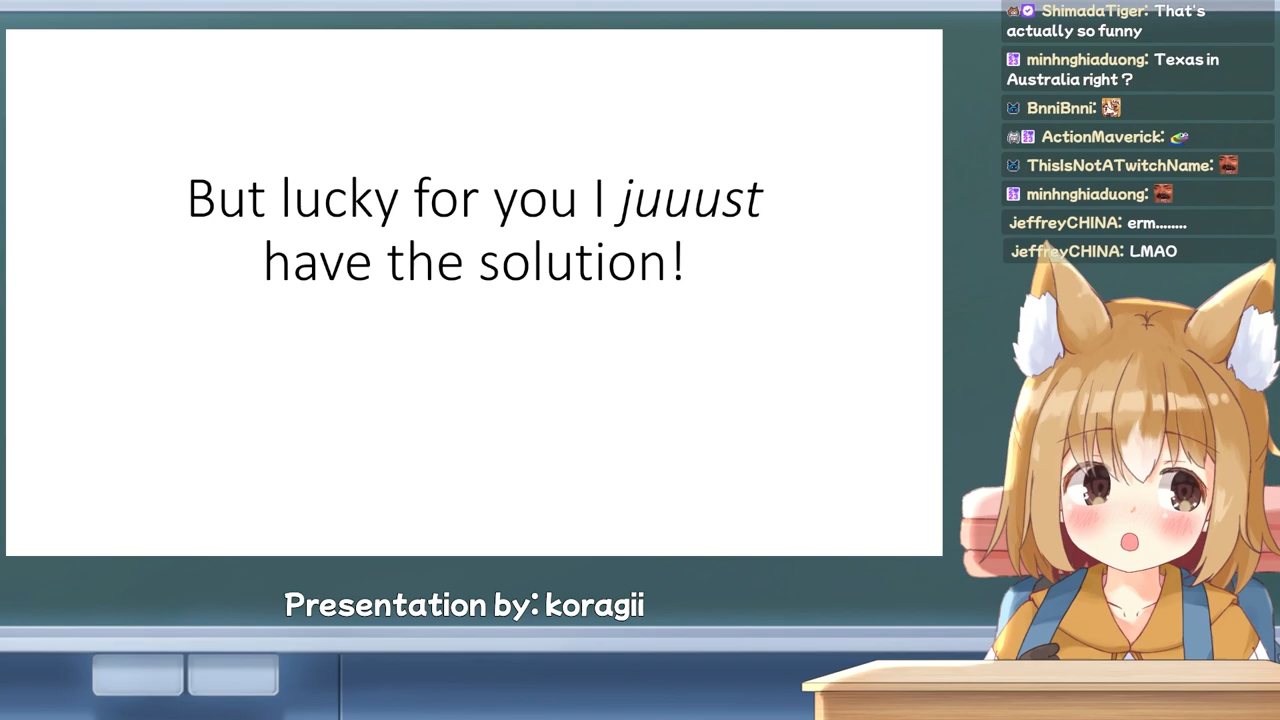 But lucky for you I juuust
have the solution!
Presentation by: koragii
ShimadaTiger: That's
actually so funny
minhnghiaduong: Texas in
Australia right ?
BnniBnni:
ActionMaverick:
ThisIsNotATwitchName:
minhnghiaduong:
jeffreyCHINA: erm........
jeffreyCHINA: LMAO